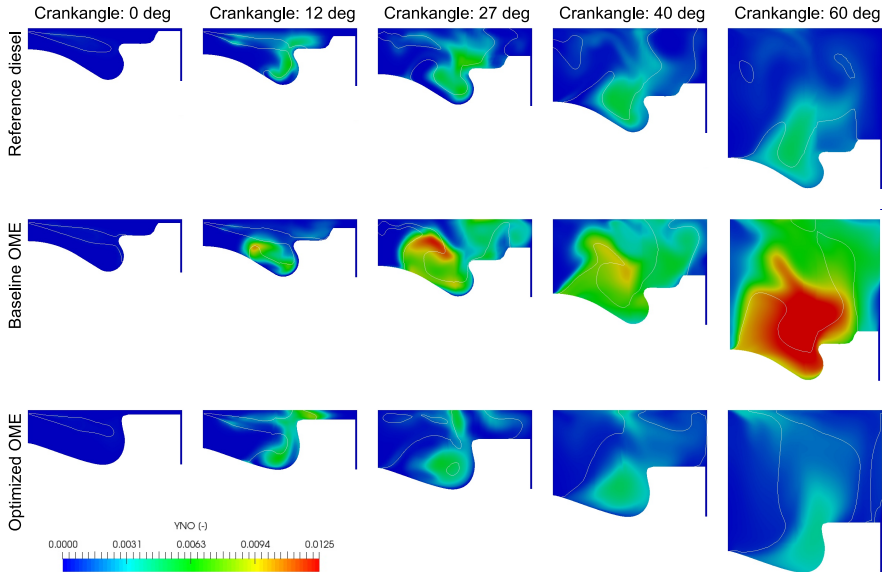 Crankangle: 0 deg Crankangle: 12 deg Crankangle: 27 deg Crankangle: 40 deg Crankangle: 60 deg
Reference diesel
Baseline OME
Optimized OME
YNO (-)
0.0000 0.0031 0.0063 0.0094 0.0125